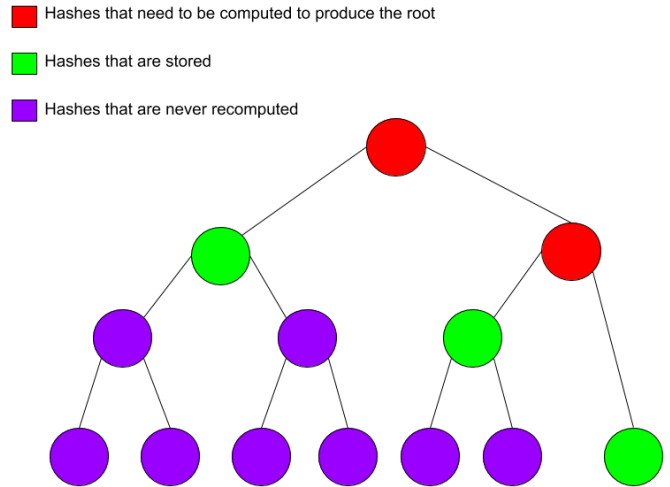 Hashes that need to be computed to produce the root
Hashes that are stored
Hashes that are never recomputed